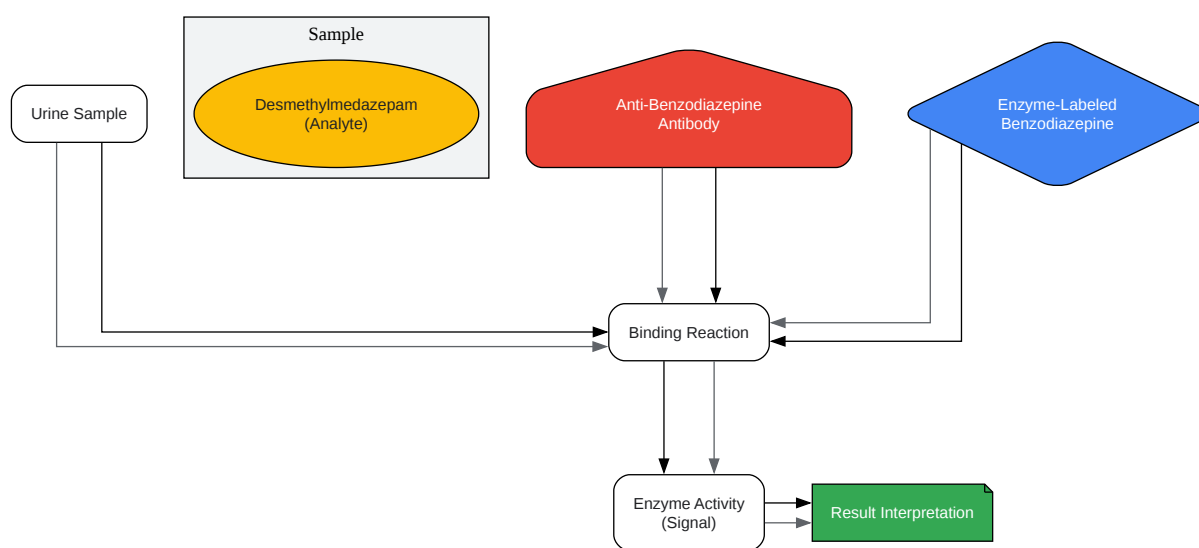 Sample
Urine Sample
Desmethylmedazepam
(Analyte)
Anti-Benzodiazepine
Antibody
Enzyme-Labeled
Benzodiazepine
Binding Reaction
Enzyme Activity
(Signal)
Result Interpretation